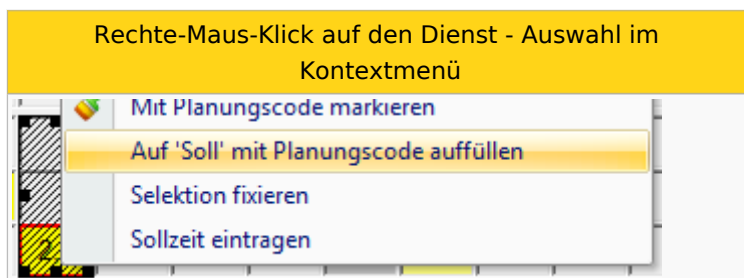 Rechte-Maus-Klick auf den Dienst - Auswahl im
Kontextmenü
Mit Planungscode markieren
Auf 'Soll' mit Planungscode auffüllen
Selektion fixieren
Sollzeit eintragen
2